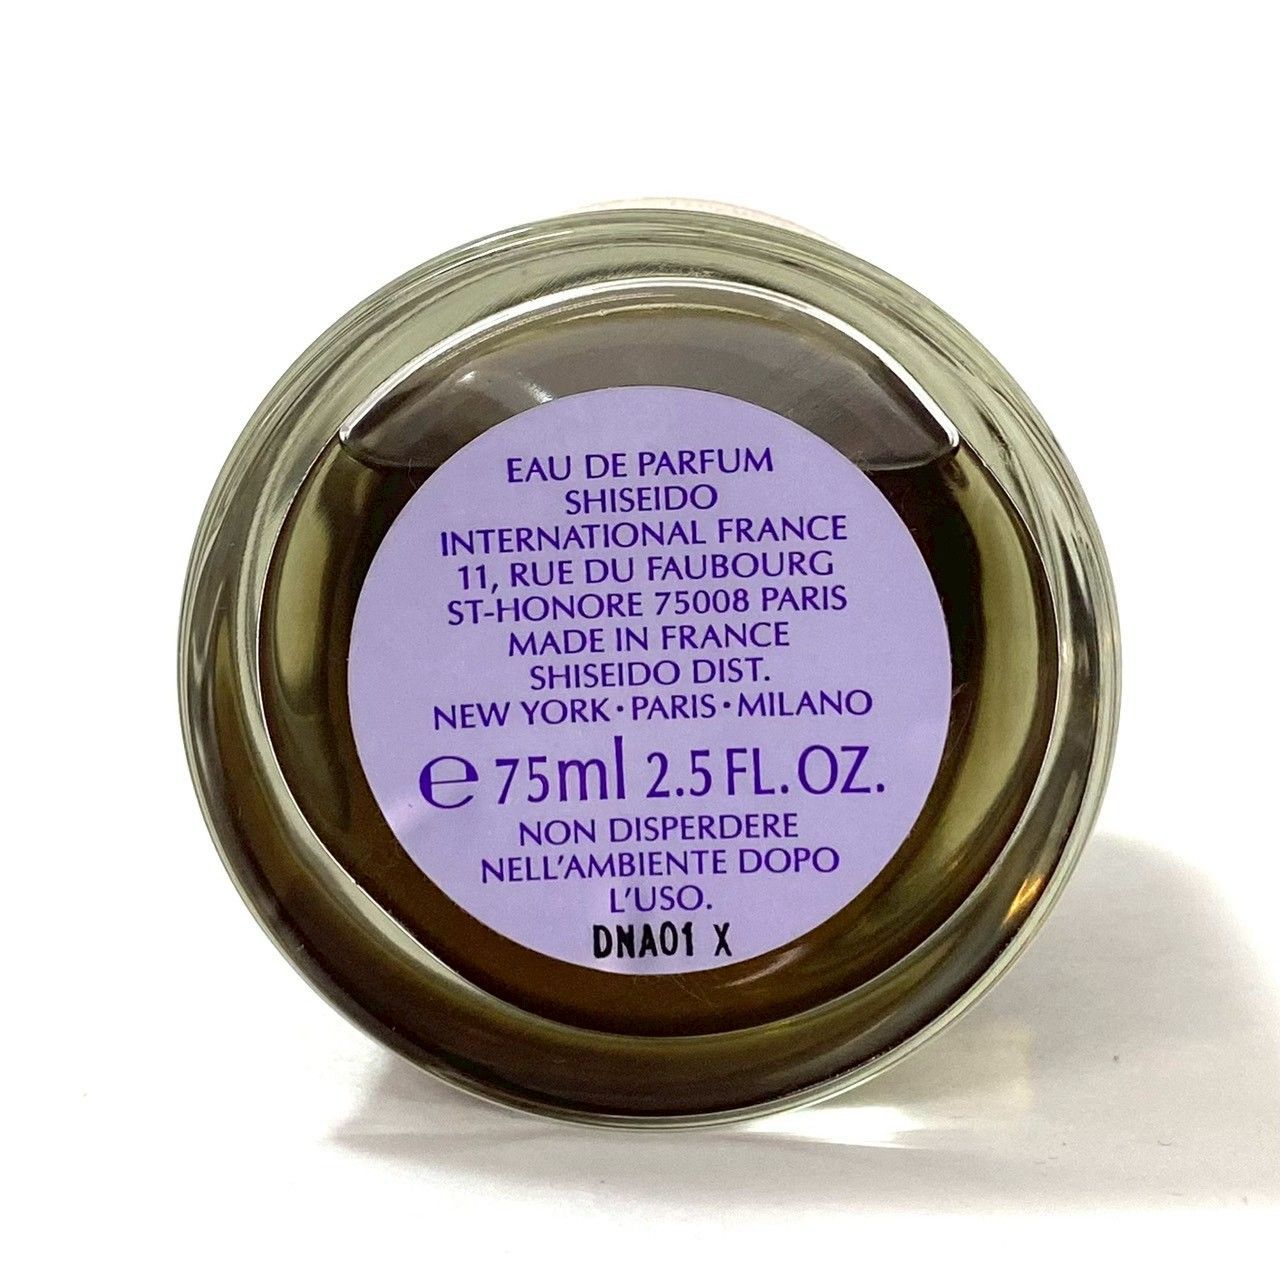 EAU DE PARFUM
SHISEIDO
INTERNATIONAL FRANCE
11, RUE DU FAUBOURG
ST-HONORE 75008 PARIS
MADE IN FRANCE
SHISEIDO DIST.
NEW YORK·PARIS·MILANO
℮ 75ml 2.5 FL. OZ.
NON DISPERDERE
NELL'AMBIENTE DOPO
L'USO.
DNA01 X